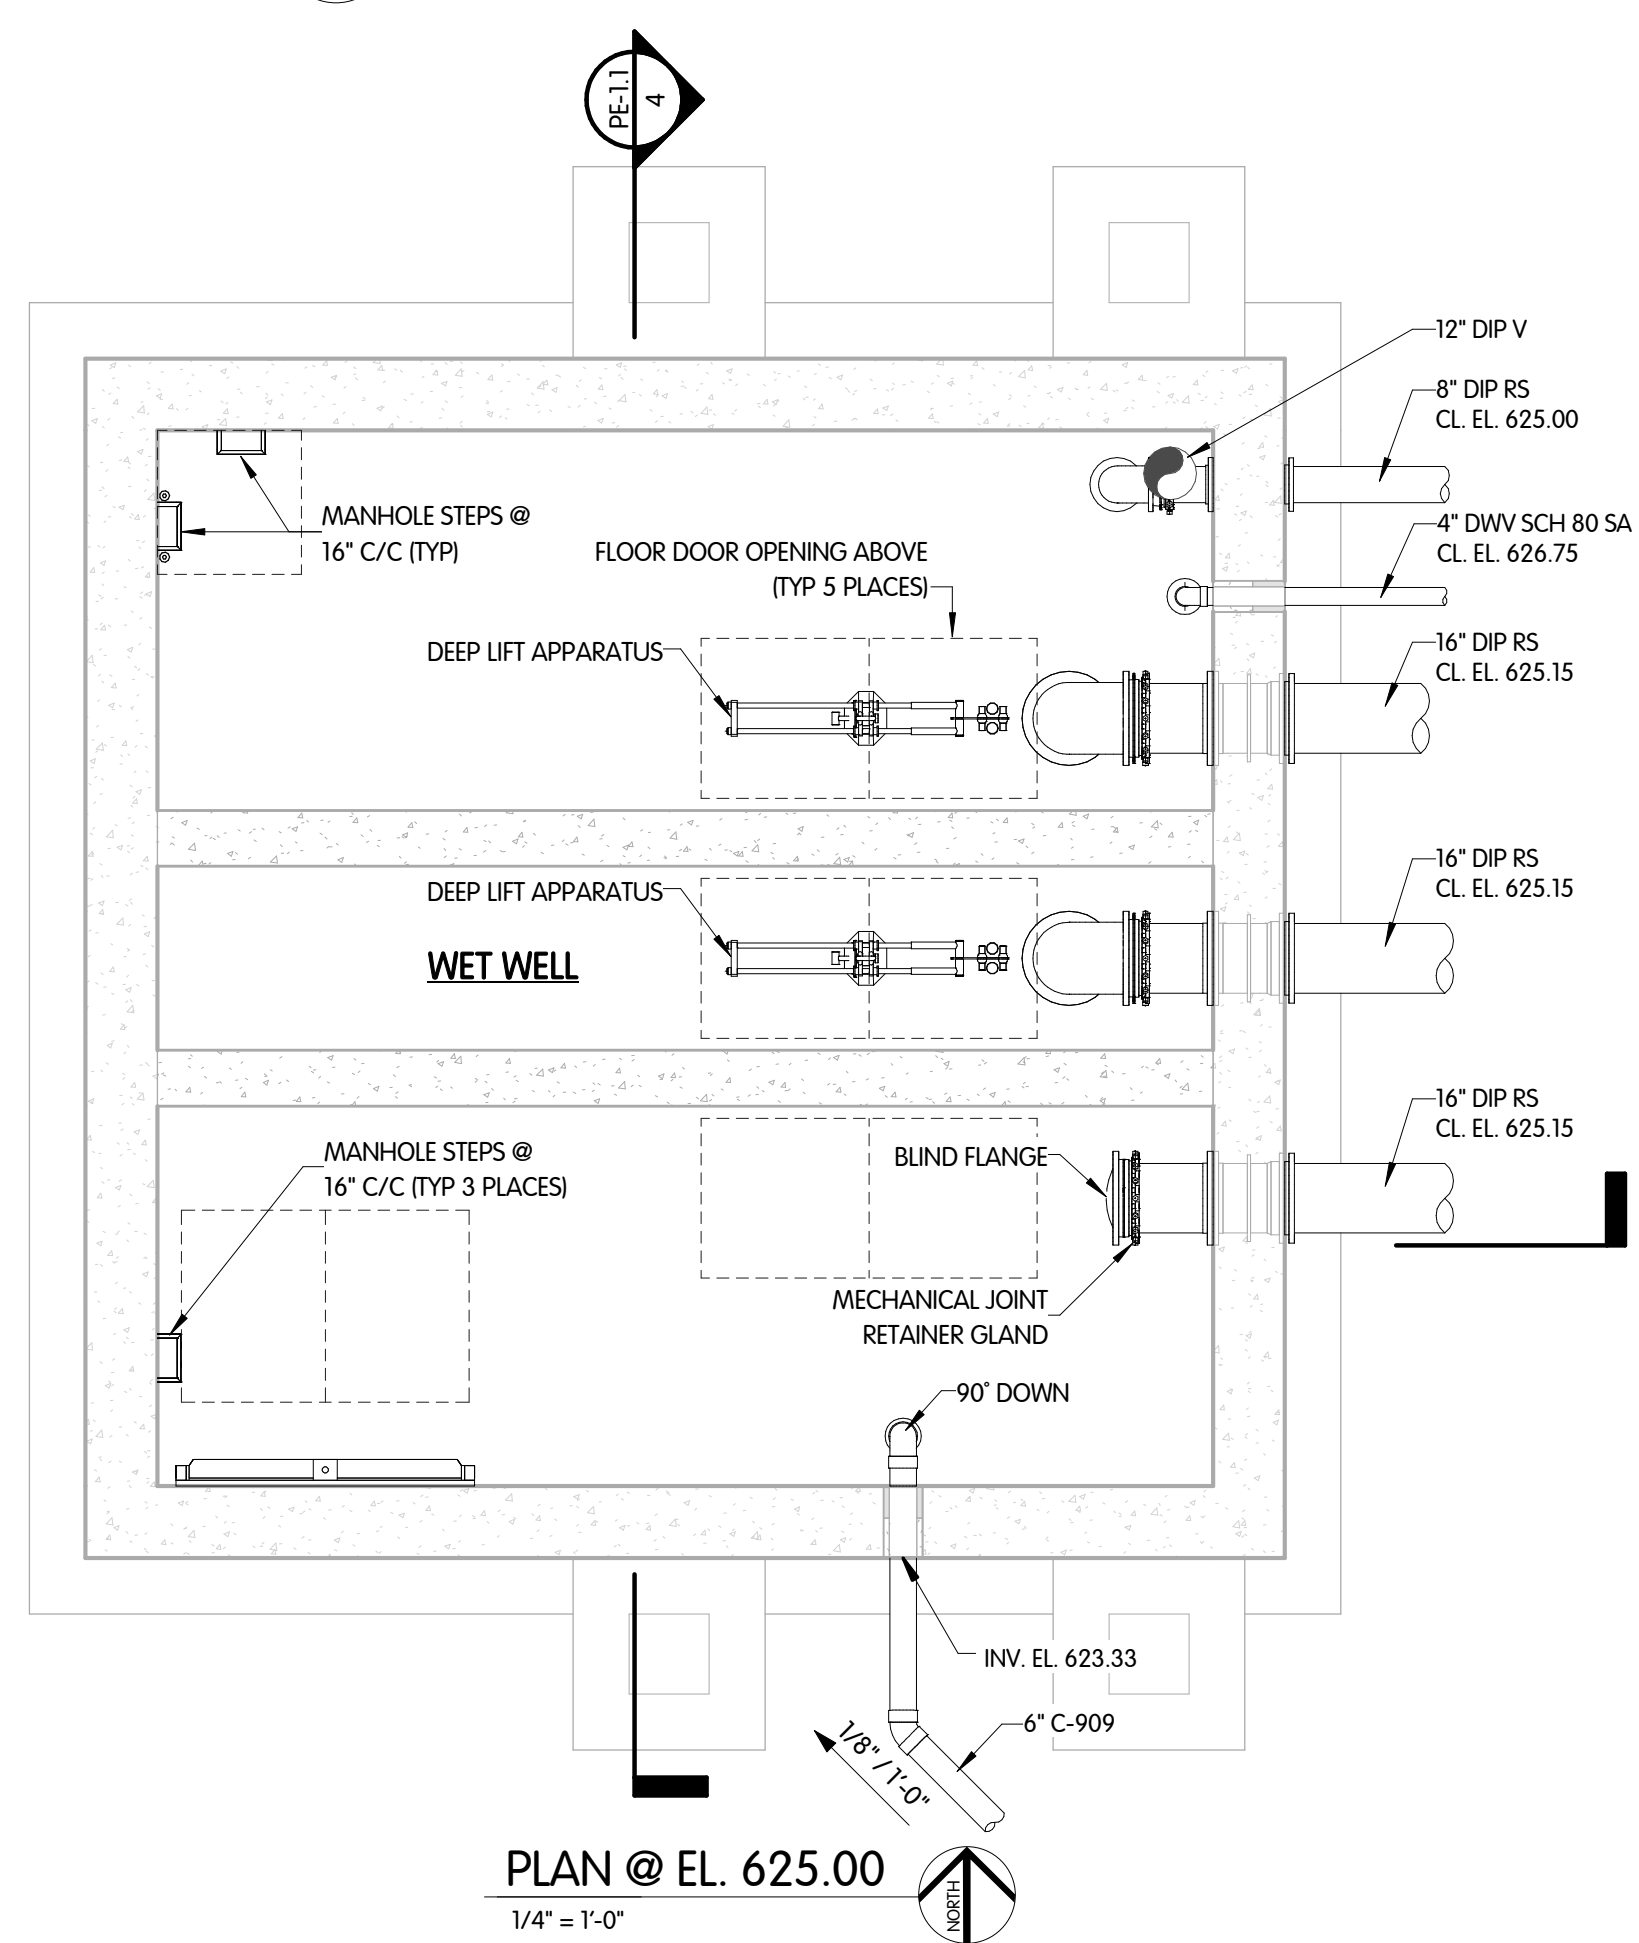 PE-1.1
4
12" DIP V
8" DIP RS
CL. EL. 625.00
MANHOLE STEPS @
16" C/C (TYP)
4" DWV SCH 80 SA
CL. EL. 626.75
FLOOR DOOR OPENING ABOVE
(TYP 5 PLACES)
DEEP LIFT APPARATUS
16" DIP RS
CL. EL. 625.15
16" DIP RS
CL. EL. 625.15
DEEP LIFT APPARATUS
WET WELL
16" DIP RS
CL. EL. 625.15
MANHOLE STEPS @
16" C/C (TYP 3 PLACES)
BLIND FLANGE
MECHANICAL JOINT
RETAINER GLAND
90° DOWN
INV. EL. 623.33
6" C-909
1/8" / 1'-0"
PLAN @ EL. 625.00
1/4" = 1'-0"
NORTH